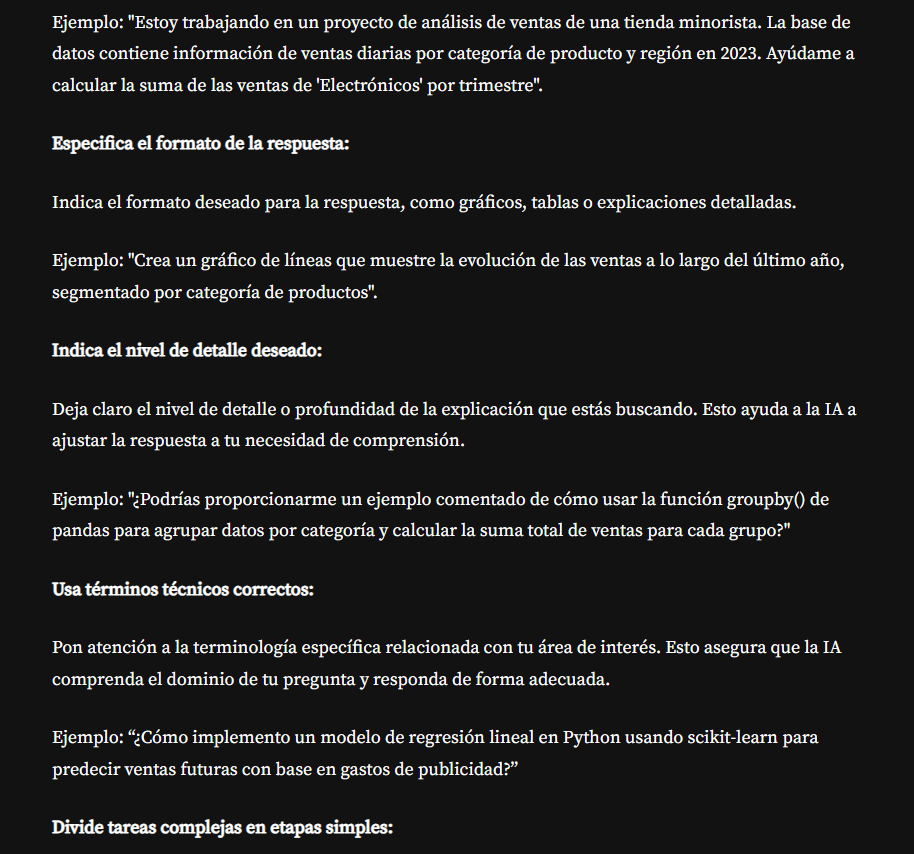 Ejemplo: "Estoy trabajando en un proyecto de análisis de ventas de una tienda minorista. La base de
datos contiene información de ventas diarias por categoría de producto y región en 2023. Ayúdame a
calcular la suma de las ventas de 'Electrónicos' por trimestre".
Especifica el formato de la respuesta:
Indica el formato deseado para la respuesta, como gráficos, tablas o explicaciones detalladas.
Ejemplo: "Crea un gráfico de líneas que muestre la evolución de las ventas a lo largo del último año,
segmentado por categoría de productos".
Indica el nivel de detalle deseado:
Deja claro el nivel de detalle o profundidad de la explicación que estás buscando. Esto ayuda a la IA a
ajustar la respuesta a tu necesidad de comprensión.
Ejemplo: "¿Podrías proporcionarme un ejemplo comentado de cómo usar la función groupby() de
pandas para agrupar datos por categoría y calcular la suma total de ventas para cada grupo?"
Usa términos técnicos correctos:
Pon atención a la terminología específica relacionada con tu área de interés. Esto asegura que la IA
comprenda el dominio de tu pregunta y responda de forma adecuada.
Ejemplo: “¿Cómo implemento un modelo de regresión lineal en Python usando scikit-learn para
predecir ventas futuras con base en gastos de publicidad?”
Divide tareas complejas en etapas simples: